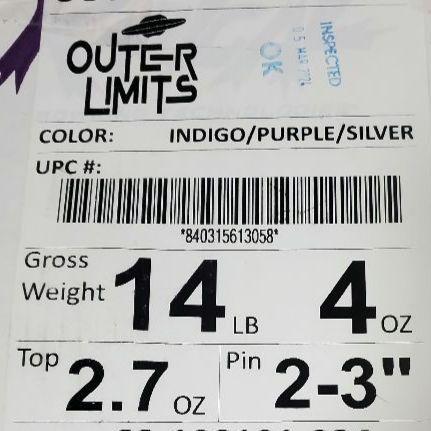 OUTER
LIMITS
INSPECTED
OK
COLOR: INDIGO/PURPLE/SILVER
UPC #:
*840315613058*
Gross Weight 14 LB 4 OZ
Top 2.7 OZ Pin 2-3"